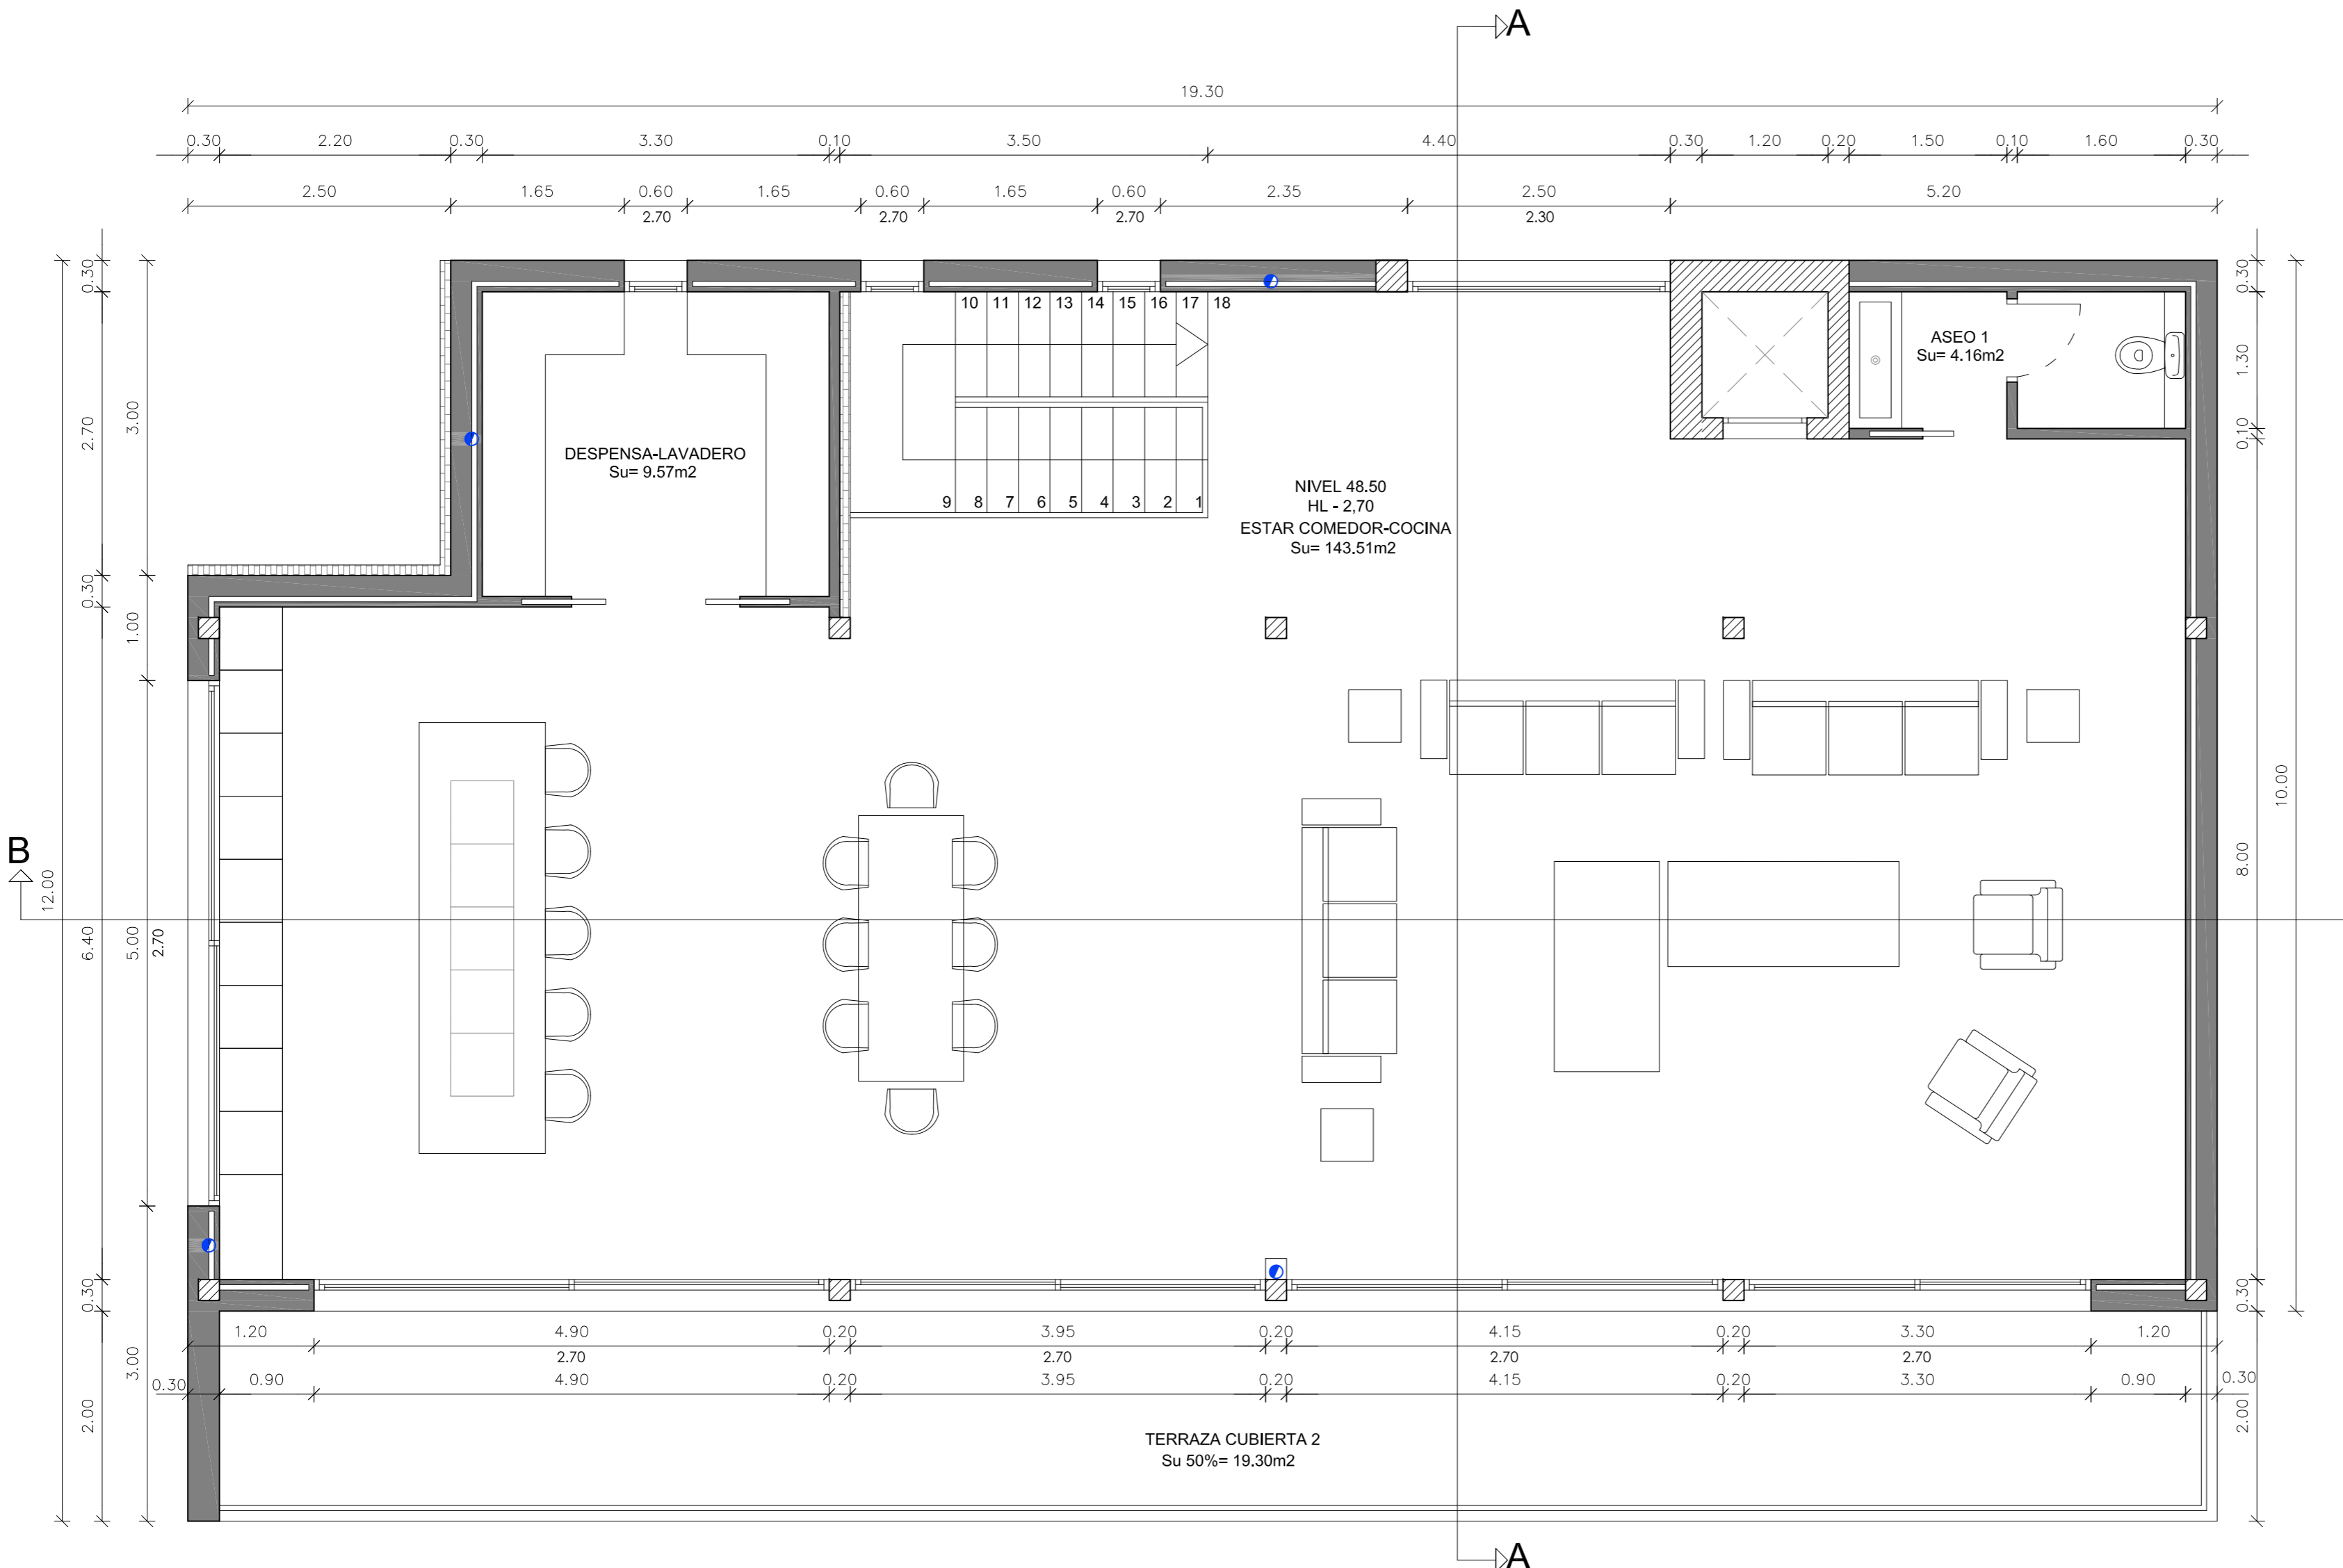 A
19.30
0.30 2.20 0.30 3.30 0.10 3.50 4.40 0.30 1.20 0.20 1.50 0.10 1.60 0.30
2.50 1.65 0.60 1.65 0.60 1.65 0.60 2.35 2.50 5.20
2.70 2.70 2.70 2.30
0.30 0.30
10 11 12 13 14 15 16 17 18
ASEO 1
Su= 4.16m2
1.30
2.70 3.00
0.10
DESPENSA-LAVADERO
Su= 9.57m2
NIVEL 48.50
HL - 2,70
ESTAR COMEDOR-COCINA
Su= 143.51m2
9 8 7 6 5 4 3 2 1
0.30
1.00
10.00
B
12.00
8.00
6.40 5.00 2.70
0.30 0.30
1.20 4.90 0.20 3.95 0.20 4.15 0.20 3.30 1.20
2.70 2.70 2.70 2.70
3.00
0.30 0.90 4.90 0.20 3.95 0.20 4.15 0.20 3.30 0.90 0.30
2.00 2.00
TERRAZA CUBIERTA 2
Su 50%= 19.30m2
A